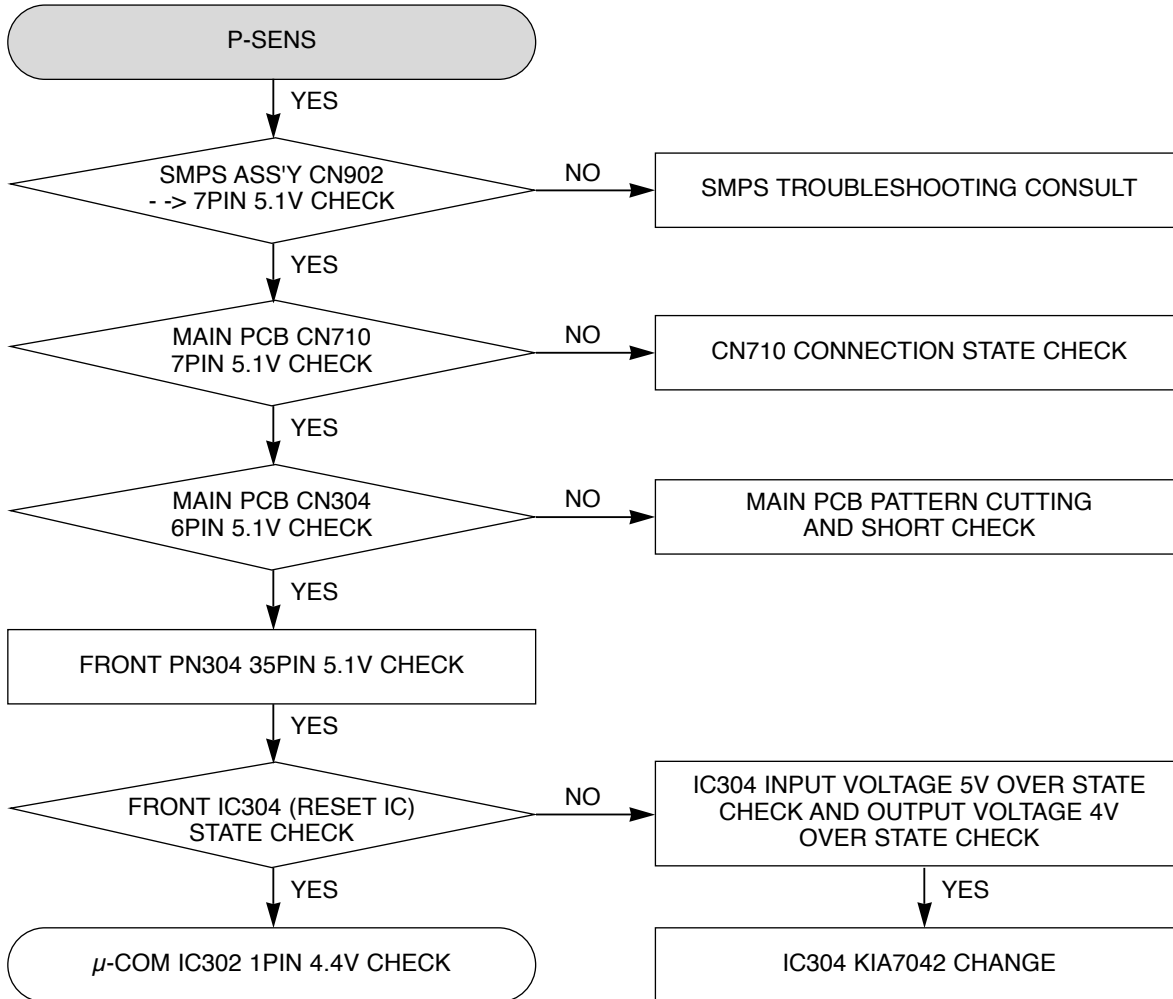 P-SENS
YES
SMPS ASS'Y CN902
- -> 7PIN 5.1V CHECK
NO
SMPS TROUBLESHOOTING CONSULT
YES
MAIN PCB CN710
7PIN 5.1V CHECK
NO
CN710 CONNECTION STATE CHECK
YES
MAIN PCB CN304
6PIN 5.1V CHECK
NO
MAIN PCB PATTERN CUTTING
AND SHORT CHECK
YES
FRONT PN304 35PIN 5.1V CHECK
YES
FRONT IC304 (RESET IC)
STATE CHECK
NO
IC304 INPUT VOLTAGE 5V OVER STATE
CHECK AND OUTPUT VOLTAGE 4V
OVER STATE CHECK
YES
YES
μ-COM IC302 1PIN 4.4V CHECK
IC304 KIA7042 CHANGE